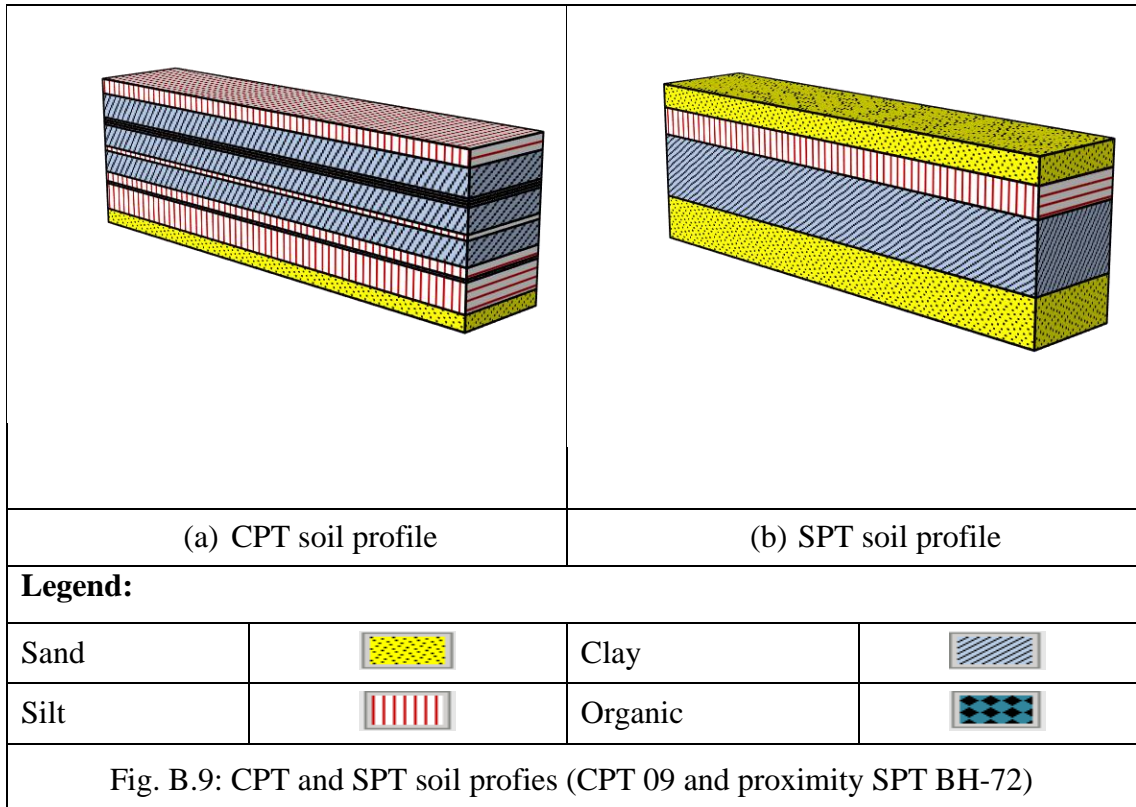 (a) CPT soil profile
(b) SPT soil profile
Legend:
Sand
Clay
Silt
Organic
Fig. B.9: CPT and SPT soil profies (CPT 09 and proximity SPT BH-72)